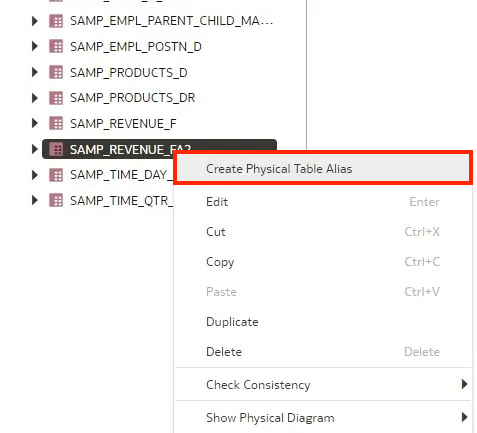 SAMP_EMPL_PARENT_CHILD_MA...
SAMP_EMPL_POSTN_D
SAMP_PRODUCTS_D
SAMP_PRODUCTS_DR
SAMP_REVENUE_F
SAMP_REVENUE_FA2
SAMP_TIME_DAY_
SAMP_TIME_QTR_
Create Physical Table Alias
Edit Enter
Cut Ctrl+X
Copy Ctrl+C
Paste Ctrl+V
Duplicate
Delete Delete
Check Consistency
Show Physical Diagram